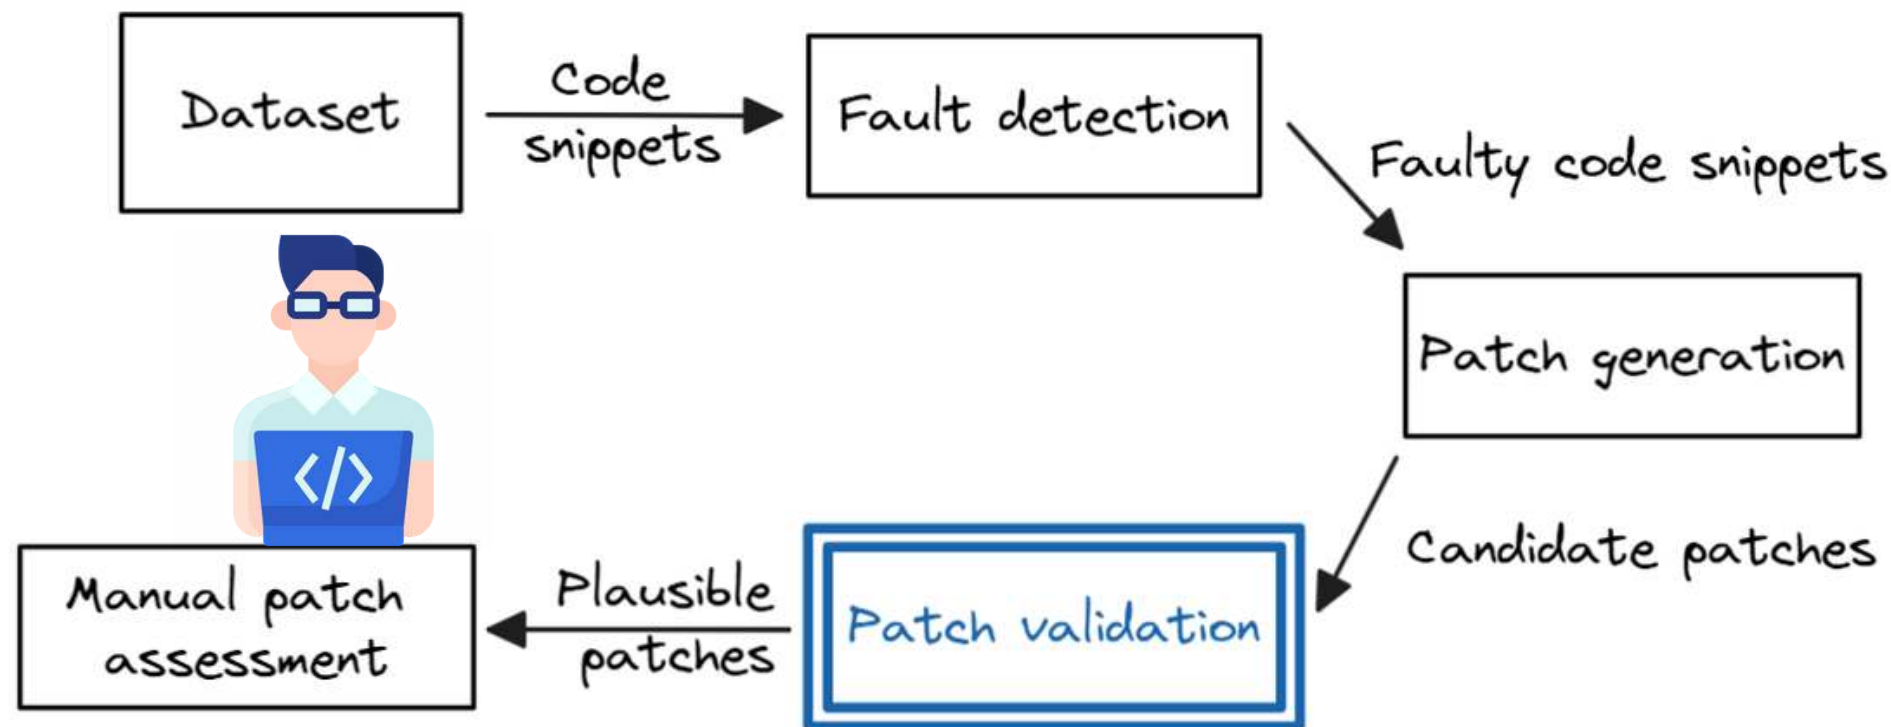 Dataset
Code
snippets
Fault detection
Faulty code snippets
Patch generation
Candidate patches
Patch validation
Plausible
patches
Manual patch
assessment
</>